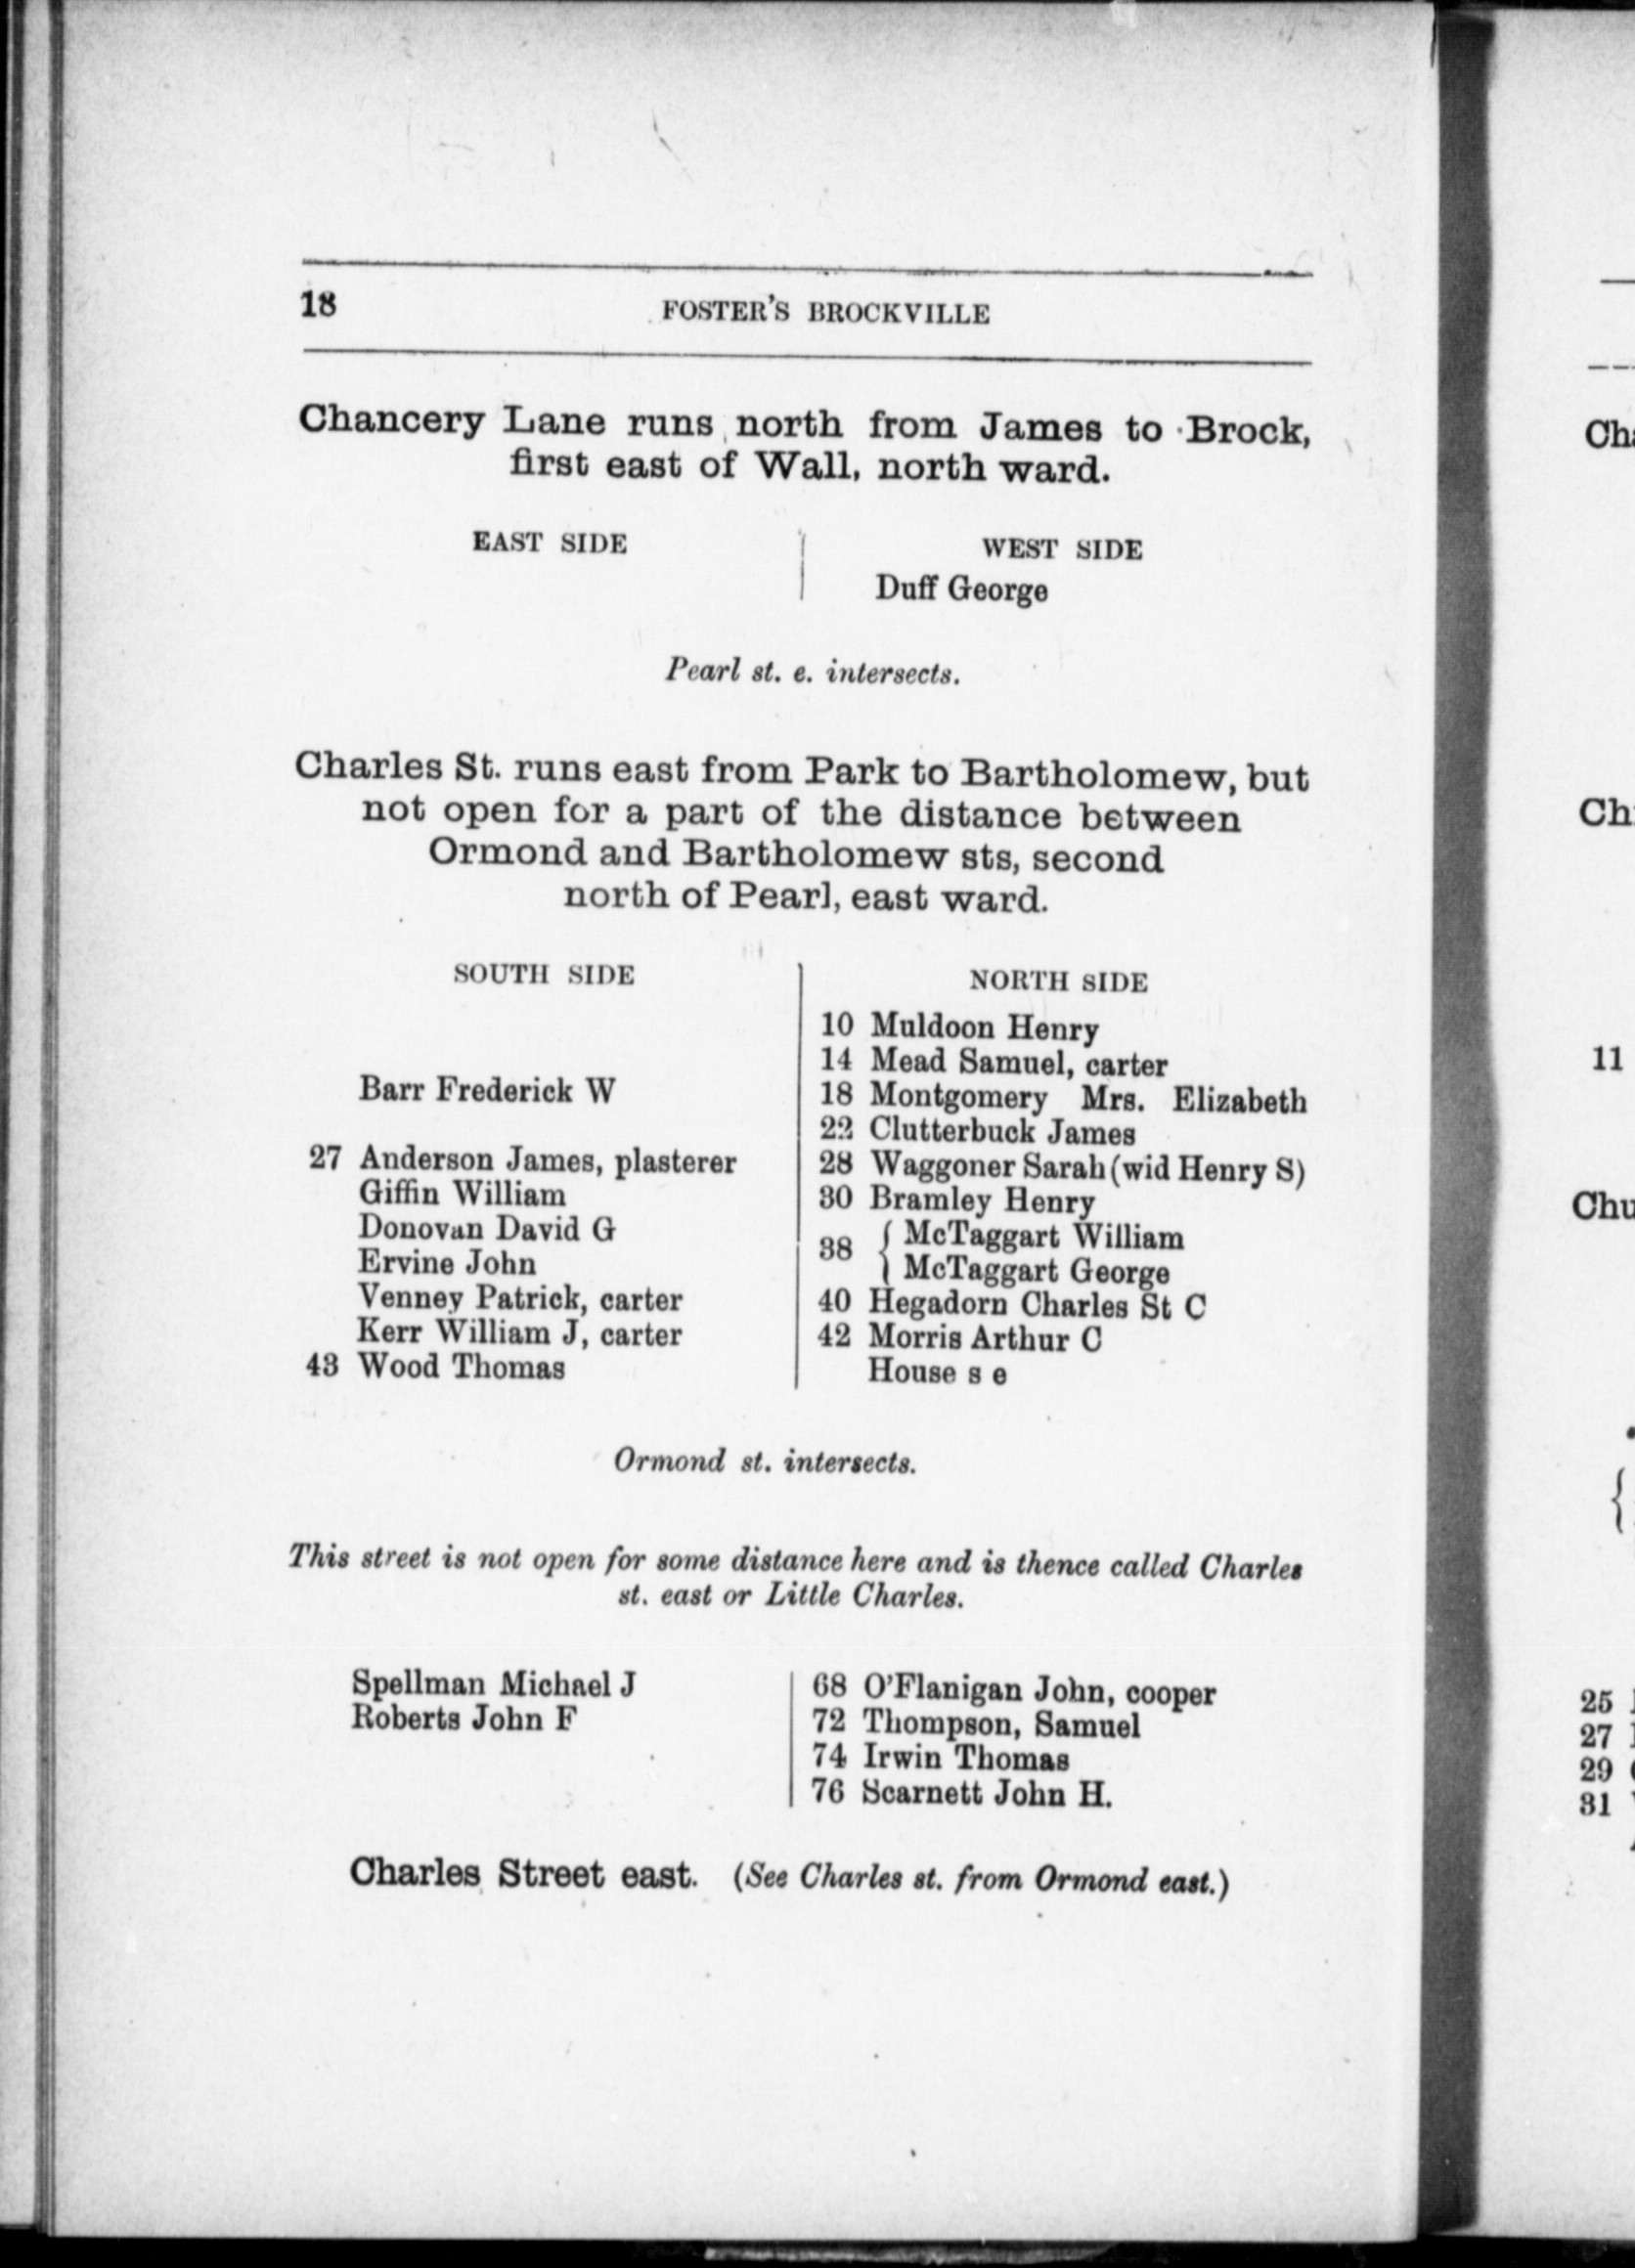 18
FOSTER'S BROCKVILLE
Chancery Lane runs north from James to Brock,
first east of Wall, north ward.
EAST SIDE
WEST SIDE
Duff George
Pearl st. e. intersects.
Charles St. runs east from Park to Bartholomew, but
not open for a part of the distance between
Ormond and Bartholomew sts, second
north of Pearl, east ward.
SOUTH SIDE
Barr Frederick W
27 Anderson James, plasterer
Giffin William
Donovan David G
Ervine John
Venney Patrick, carter
Kerr William J, carter
43 Wood Thomas
NORTH SIDE
10 Muldoon Henry
14 Mead Samuel, carter
18 Montgomery Mrs. Elizabeth
22 Clutterbuck James
28 Waggoner Sarah (wid Henry S)
30 Bramley Henry
38 { McTaggart William
McTaggart George
40 Hegadorn Charles St C
42 Morris Arthur C
House s e
Ormond st. intersects.
This street is not open for some distance here and is thence called Charles
st. east or Little Charles.
Spellman Michael J
Roberts John F
68 O'Flanigan John, cooper
72 Thompson, Samuel
74 Irwin Thomas
76 Scarnett John H.
Charles Street east. (See Charles st. from Ormond east.)
11
25
27
29
31